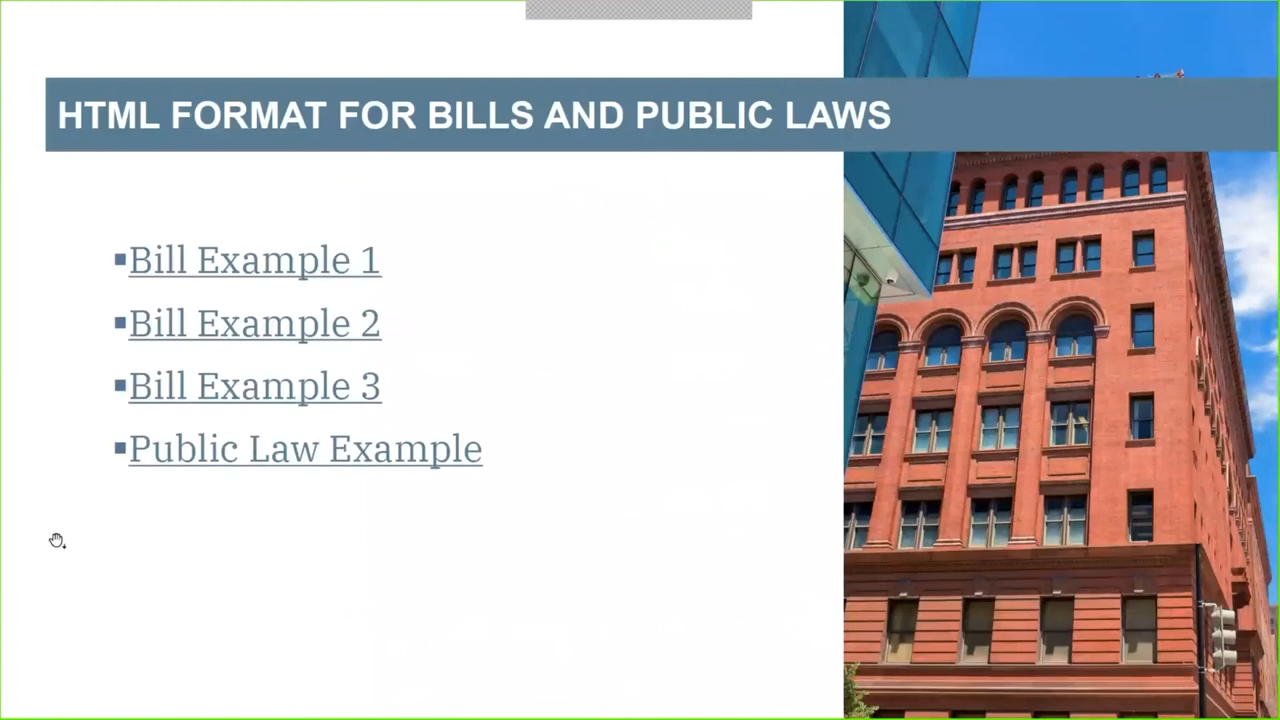 HTML FORMAT FOR BILLS AND PUBLIC LAWS
▪Bill Example 1
▪Bill Example 2
▪Bill Example 3
▪Public Law Example